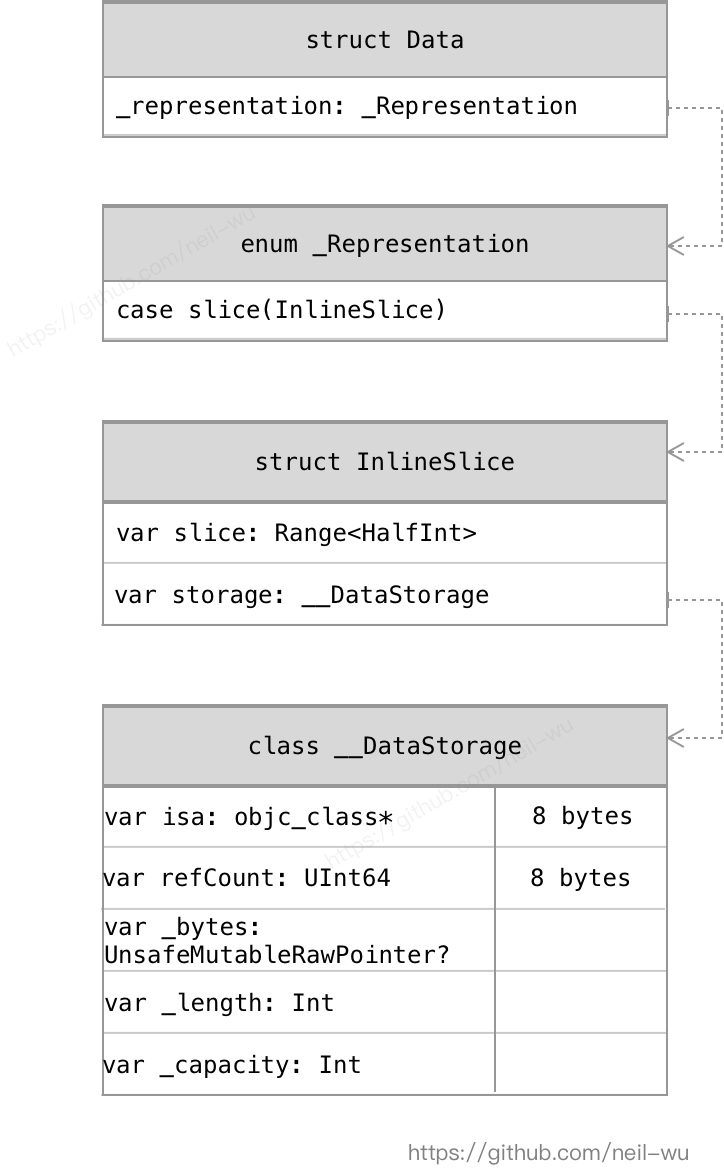 struct Data
_representation: _Representation
enum _Representation
https://github.com/neil-wu
case slice(InlineSlice)
struct InlineSlice
var slice: Range<HalfInt>
var storage: __DataStorage
class __DataStorage
https://github.com/neil-wu
var isa: objc_class* 8 bytes
var refCount: UInt64 8 bytes
var _bytes:
UnsafeMutableRawPointer?
var _length: Int
var _capacity: Int
https://github.com/neil-wu